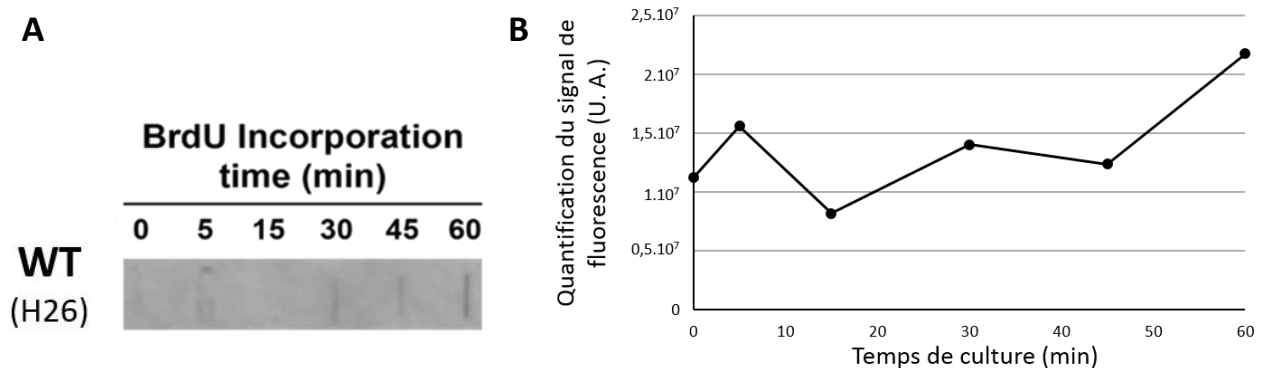 A
BrdU Incorporation
time (min)
0 5 15 30 45 60
WT
(H26)
B
Quantification du signal de
fluorescence (U. A.)
2,5.10⁷
2.10⁷
1,5.10⁷
1.10⁷
0,5.10⁷
0
0 10 20 30 40 50 60
Temps de culture (min)